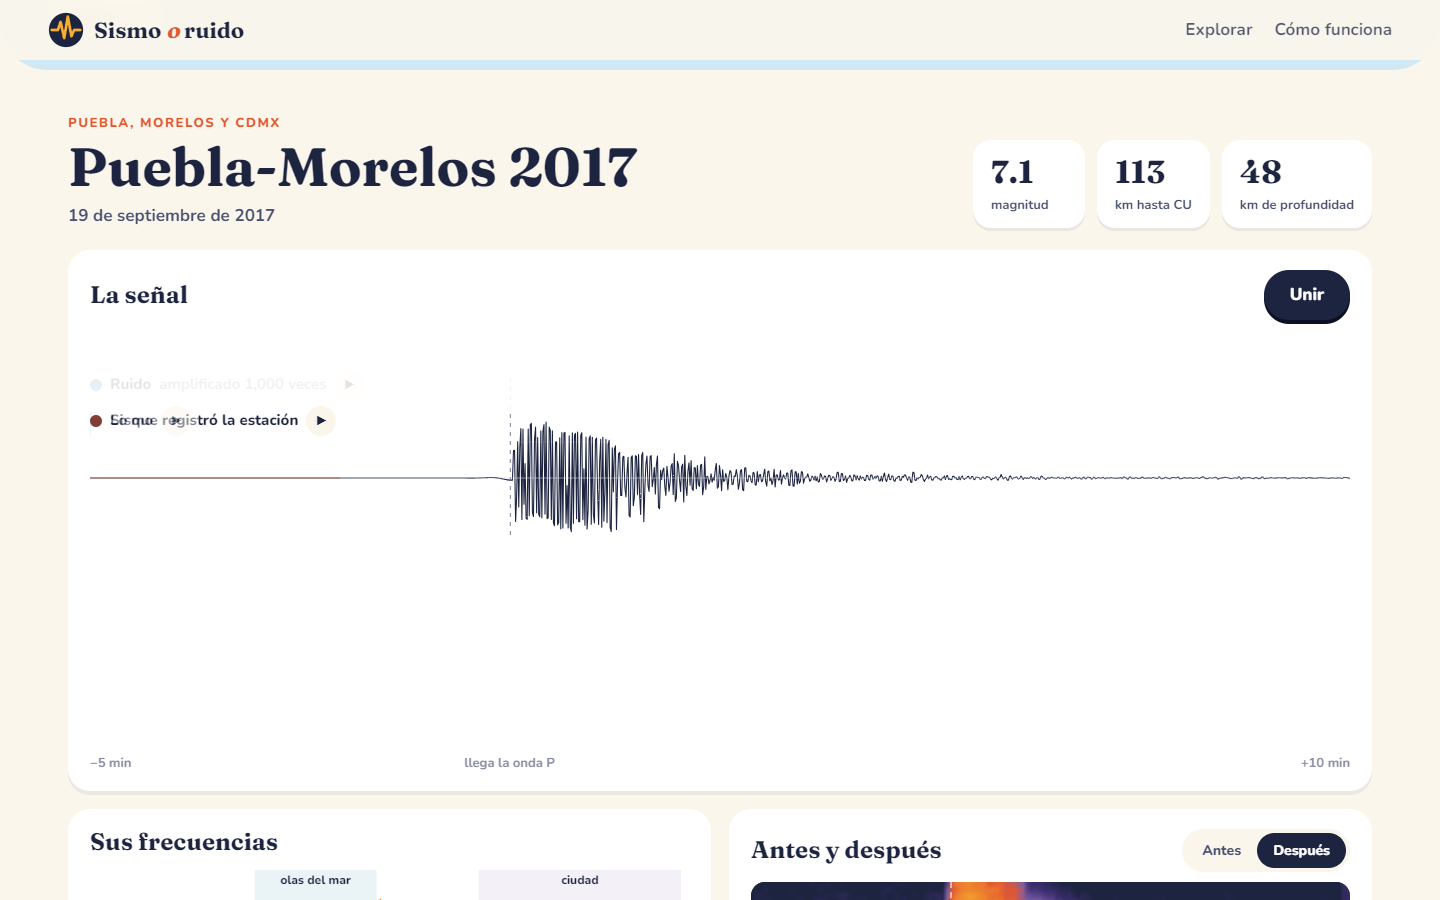 Sismo o ruido
Explorar
Cómo funciona
PUEBLA, MORELOS Y CDMX
Puebla-Morelos 2017
19 de septiembre de 2017
7.1
magnitud
113
km hasta CU
48
km de profundidad
La señal
Unir
Ruido amplificado 1,000 veces
Lo que registró la estación
Sismo
−5 min
llega la onda P
+10 min
Sus frecuencias
olas del mar
ciudad
Antes y después
Antes
Después